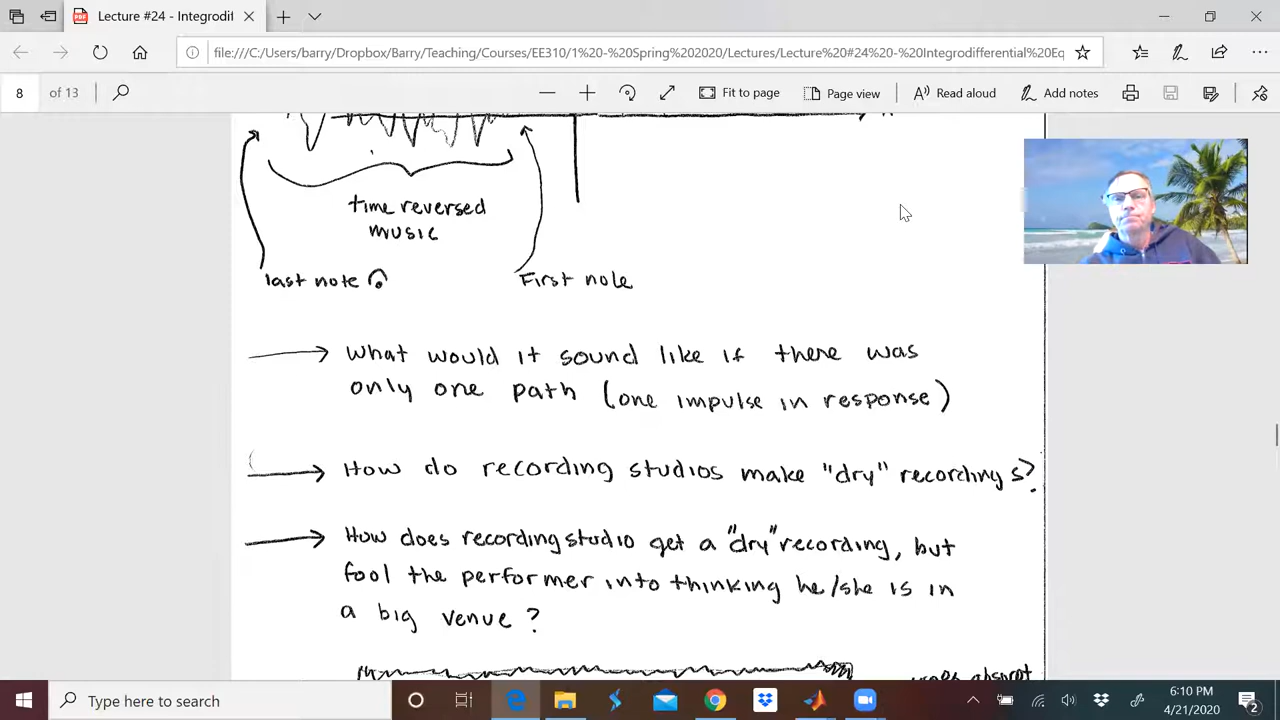 Lecture #24 - Integrodif
file:///C:/Users/barry/Dropbox/Barry/Teaching/Courses/EE310/1%20-%20Spring%202020/Lectures/Lecture%20#24%20-%20Integrodifferential%20Eq
8 of 13
Fit to page
Page view
Read aloud
Add notes
time reversed
music
last note
First note
What would it sound like if there was
only one path (one impulse in response)
How do recording studios make "dry" recordings?
How does recording studio get a "dry" recording, but
fool the performer into thinking he/she is in
a big venue?
Type here to search
6:10 PM
4/21/2020
2